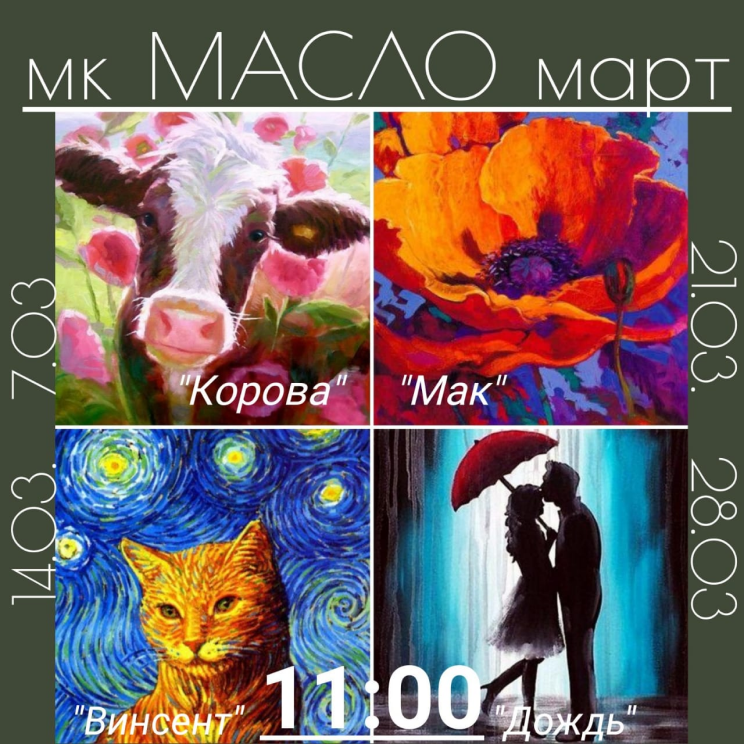 мк МАСЛО март
7.03
"Корова"
"Мак"
21.03.
14.03.
"Винсент"
11:00
"Дождь"
28.03